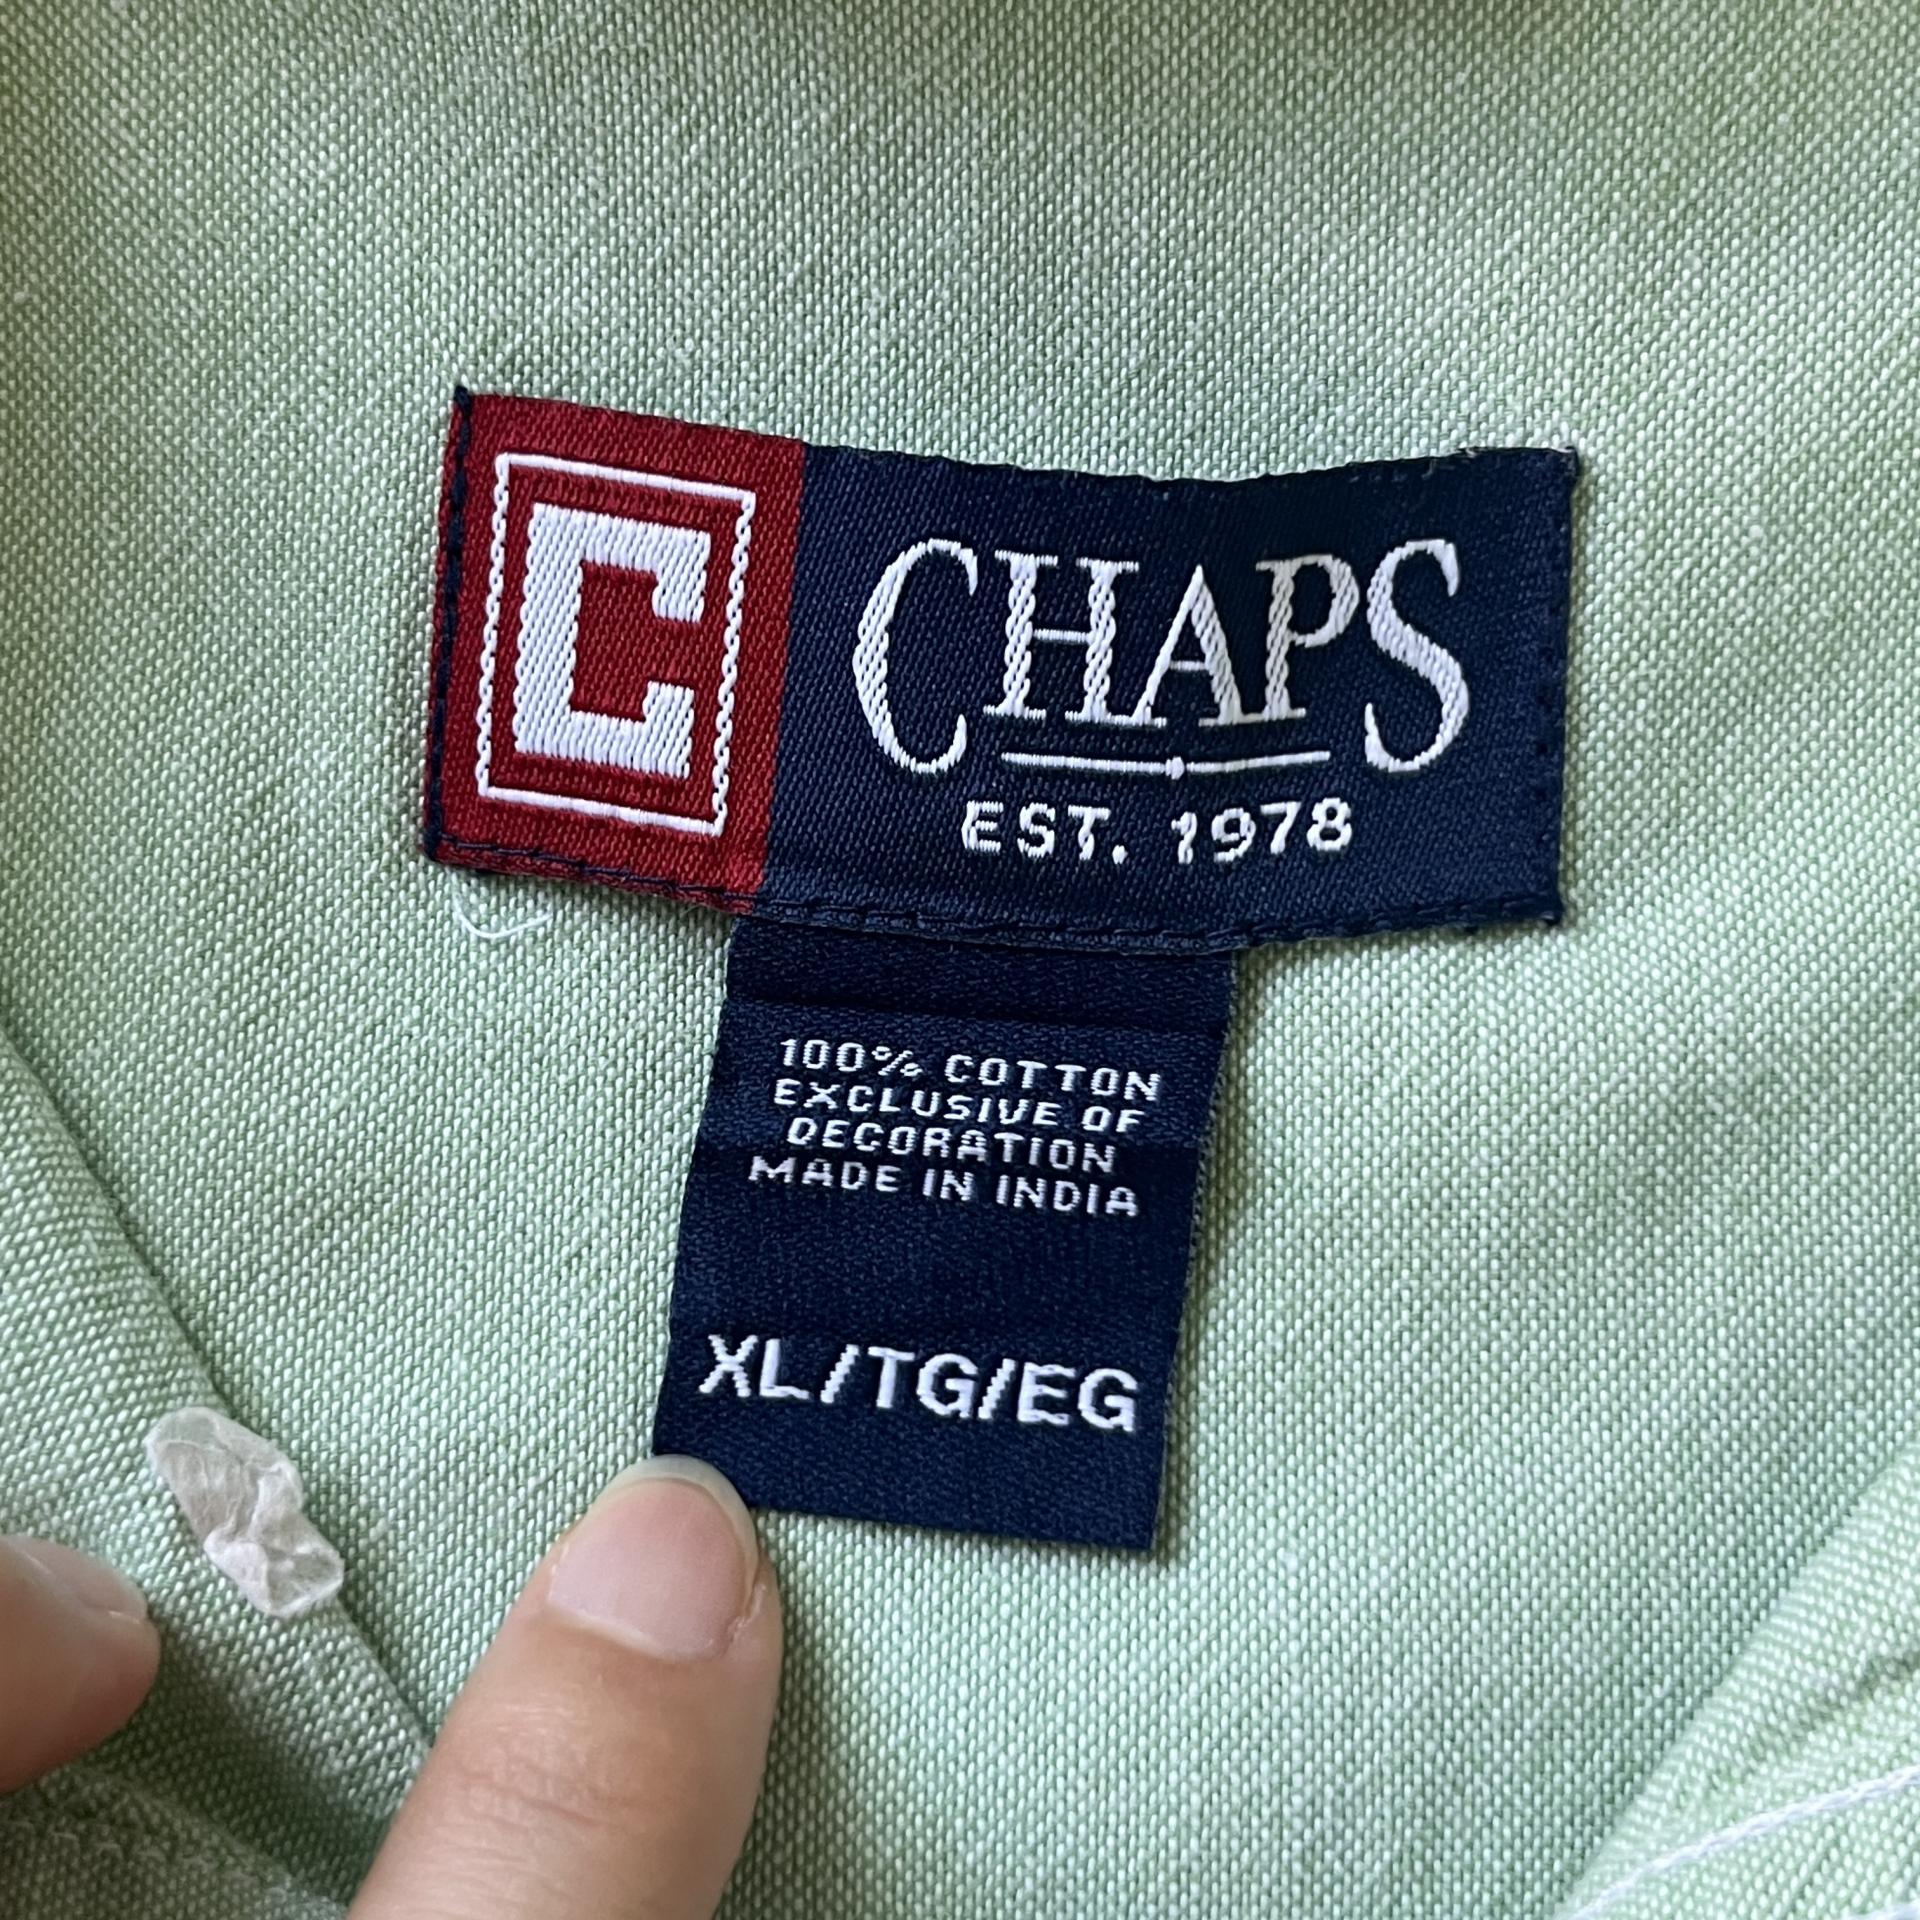 C
CHAPS
EST. 1978
100% COTTON
EXCLUSIVE OF
DECORATION
MADE IN INDIA
XL/TG/EG